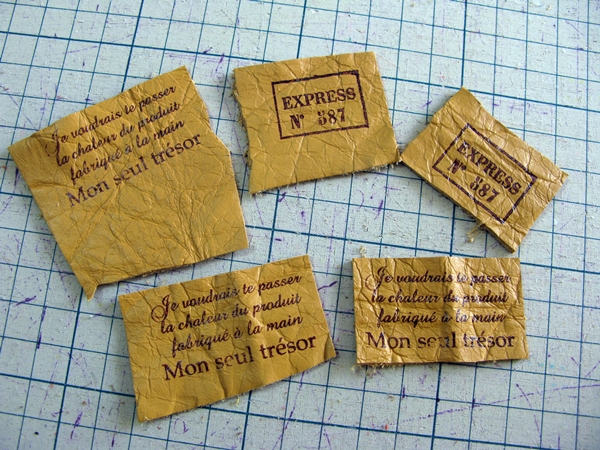 Je voudrais te passer
la chaleur du produit
fabriqué à la main
Mon seul trésor
EXPRESS
Nº 387
EXPRESS
Nº 387
Je voudrais te passer
la chaleur du produit
fabriqué à la main
Mon seul trésor
Je voudrais te passer
la chaleur du produit
fabriqué à la main
Mon seul trésor